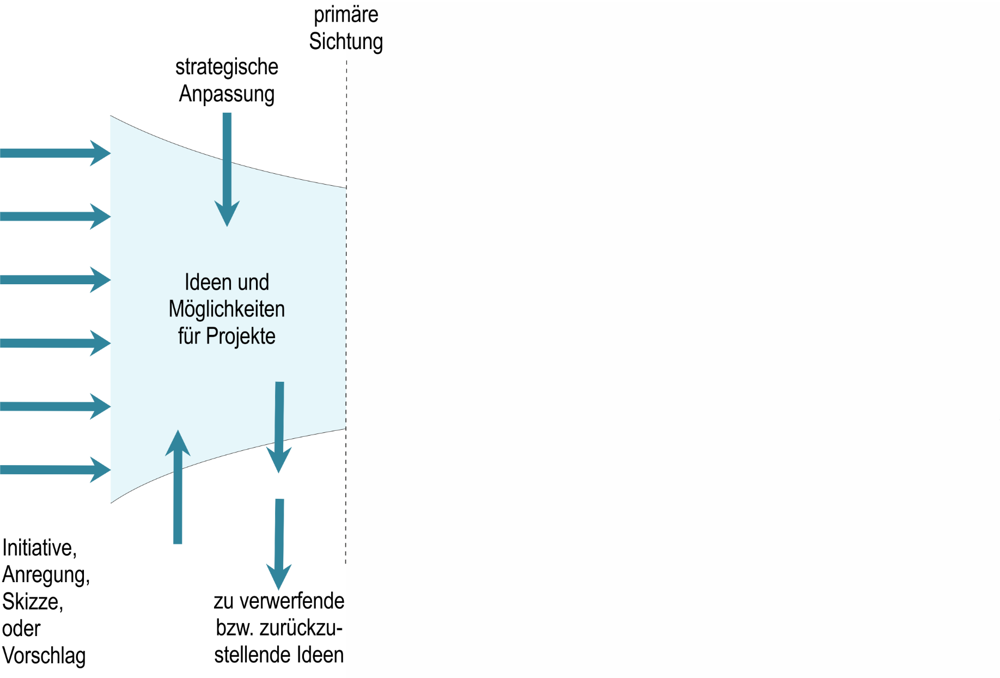 primäre
Sichtung
strategische
Anpassung
Ideen und
Möglichkeiten
für Projekte
Initiative,
Anregung,
Skizze,
oder
Vorschlag
zu verwerfende
bzw. zurückzu-
stellende Ideen